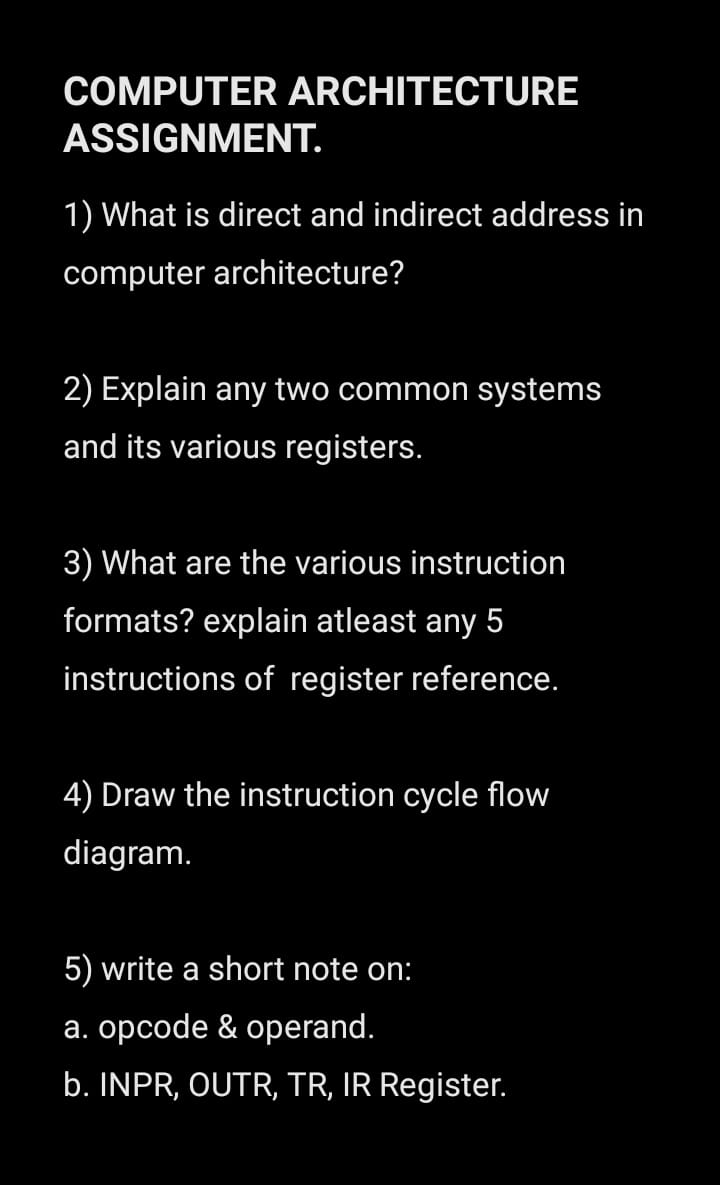 COMPUTER ARCHITECTURE
ASSIGNMENT.
1) What is direct and indirect address in
computer architecture?
2) Explain any two common systems
and its various registers.
3) What are the various instruction
formats? explain atleast any 5
instructions of  register reference.
4) Draw the instruction cycle flow
diagram.
5) write a short note on:
a. opcode & operand.
b. INPR, OUTR, TR, IR Register.